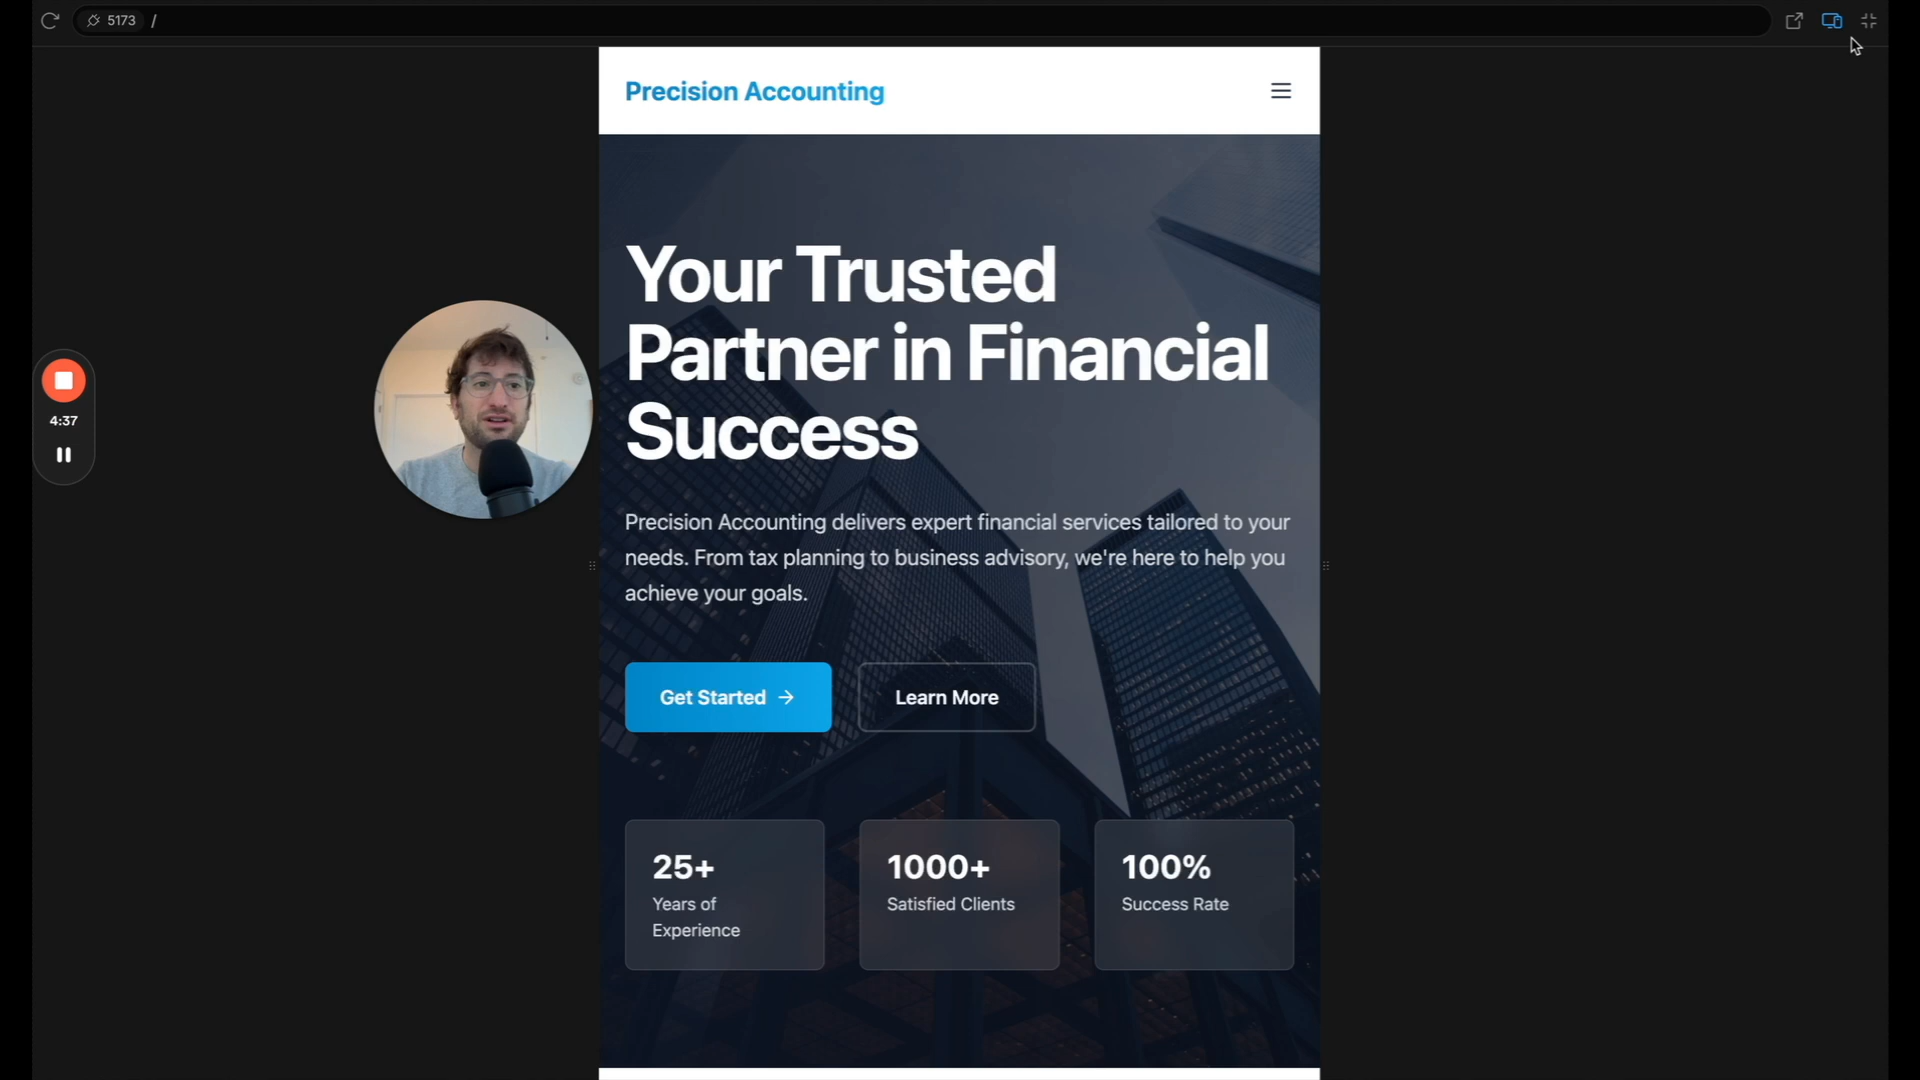 5173 /
Precision Accounting
Your Trusted
Partner in Financial
Success
4:37
Precision Accounting delivers expert financial services tailored to your
needs. From tax planning to business advisory, we're here to help you
achieve your goals.
Get Started → Learn More
25+ 1000+ 100%
Years of Satisfied Clients Success Rate
Experience